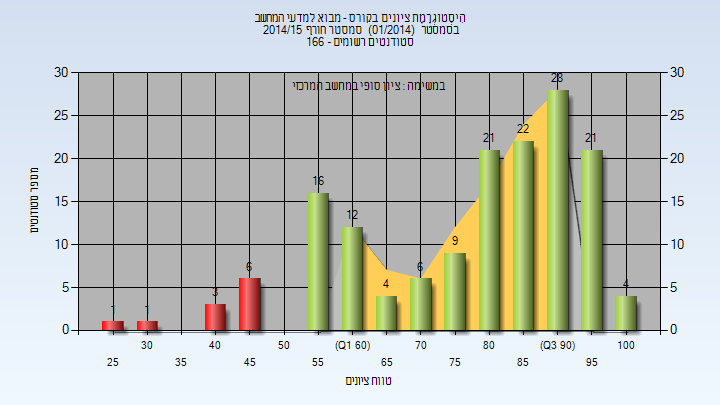 היסטוגרמת ציונים בקורס - מבוא למדעי המחשב
בסמסטר (01/2014) סמסטר חורף 2014/15
סטודנטים רשומים - 166
במשימה : ציון סופי במחשב המרכזי
מספר סטודנטים
30 30
25 25
20 20
15 15
10 10
5 5
0 0
1 1 3 6 16 12 4 6 9 21 22 28 21 4
30 40 50 (Q1 60) 70 80 (Q3 90) 100
25 35 45 55 65 75 85 95
טווח ציונים